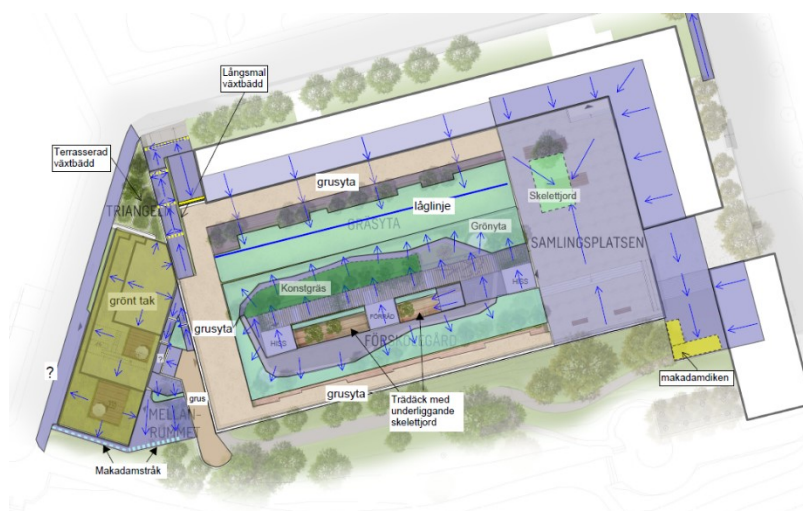 Långsmal
växtbädd
Terrasserad
växtbädd
TRIANGEL
grusyta
låglinje
GRÄSYTA
Grönyta
Skelettjord
SAMLINGSPLATSEN
grönt tak
Konstgräs
HISS
FÖRRÅD
HISS
FÖRSKOLEGÅRD
grusyta
?
?
grus
grusyta
MELLAN-
RUMMET
Makadamstråk
Trädäck med
underliggande
skelettjord
makadamdiken